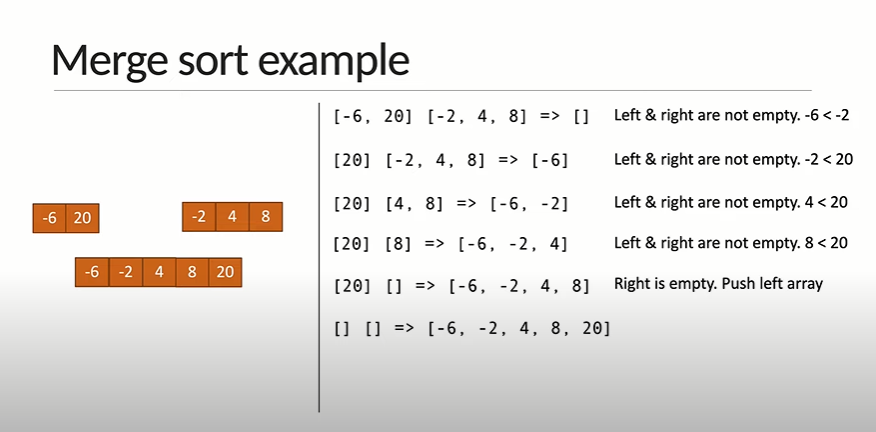 Merge sort example
-6 20
-2 4 8
-6 -2 4 8 20
[-6, 20] [-2, 4, 8] => [] Left & right are not empty. -6 < -2
[20] [-2, 4, 8] => [-6] Left & right are not empty. -2 < 20
[20] [4, 8] => [-6, -2] Left & right are not empty. 4 < 20
[20] [8] => [-6, -2, 4] Left & right are not empty. 8 < 20
[20] [] => [-6, -2, 4, 8] Right is empty. Push left array
[] [] => [-6, -2, 4, 8, 20]